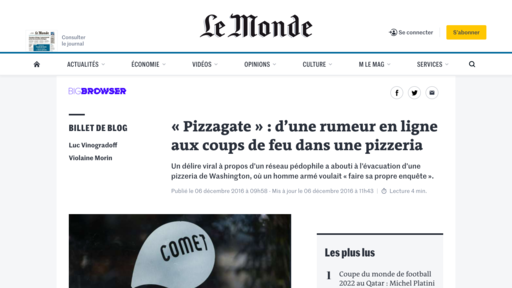 Le Monde
Consulter
le journal
Se connecter
S'abonner
ACTUALITÉS
ÉCONOMIE
VIDÉOS
OPINIONS
CULTURE
M LE MAG
SERVICES
BIGBROWSER
BILLET DE BLOG
Luc Vinogradoff
Violaine Morin
« Pizzagate » : d’une rumeur en ligne
aux coups de feu dans une pizzeria
Un délire viral à propos d’un réseau pédophile a abouti à l’évacuation d’une
pizzeria de Washington, où un homme armé voulait « faire sa propre enquête ».
Publié le 06 décembre 2016 à 09h58 - Mis à jour le 06 décembre 2016 à 11h43
Lecture 4 min.
COMET
Les plus lus
1 Coupe du monde de football
2022 au Qatar : Michel Platini